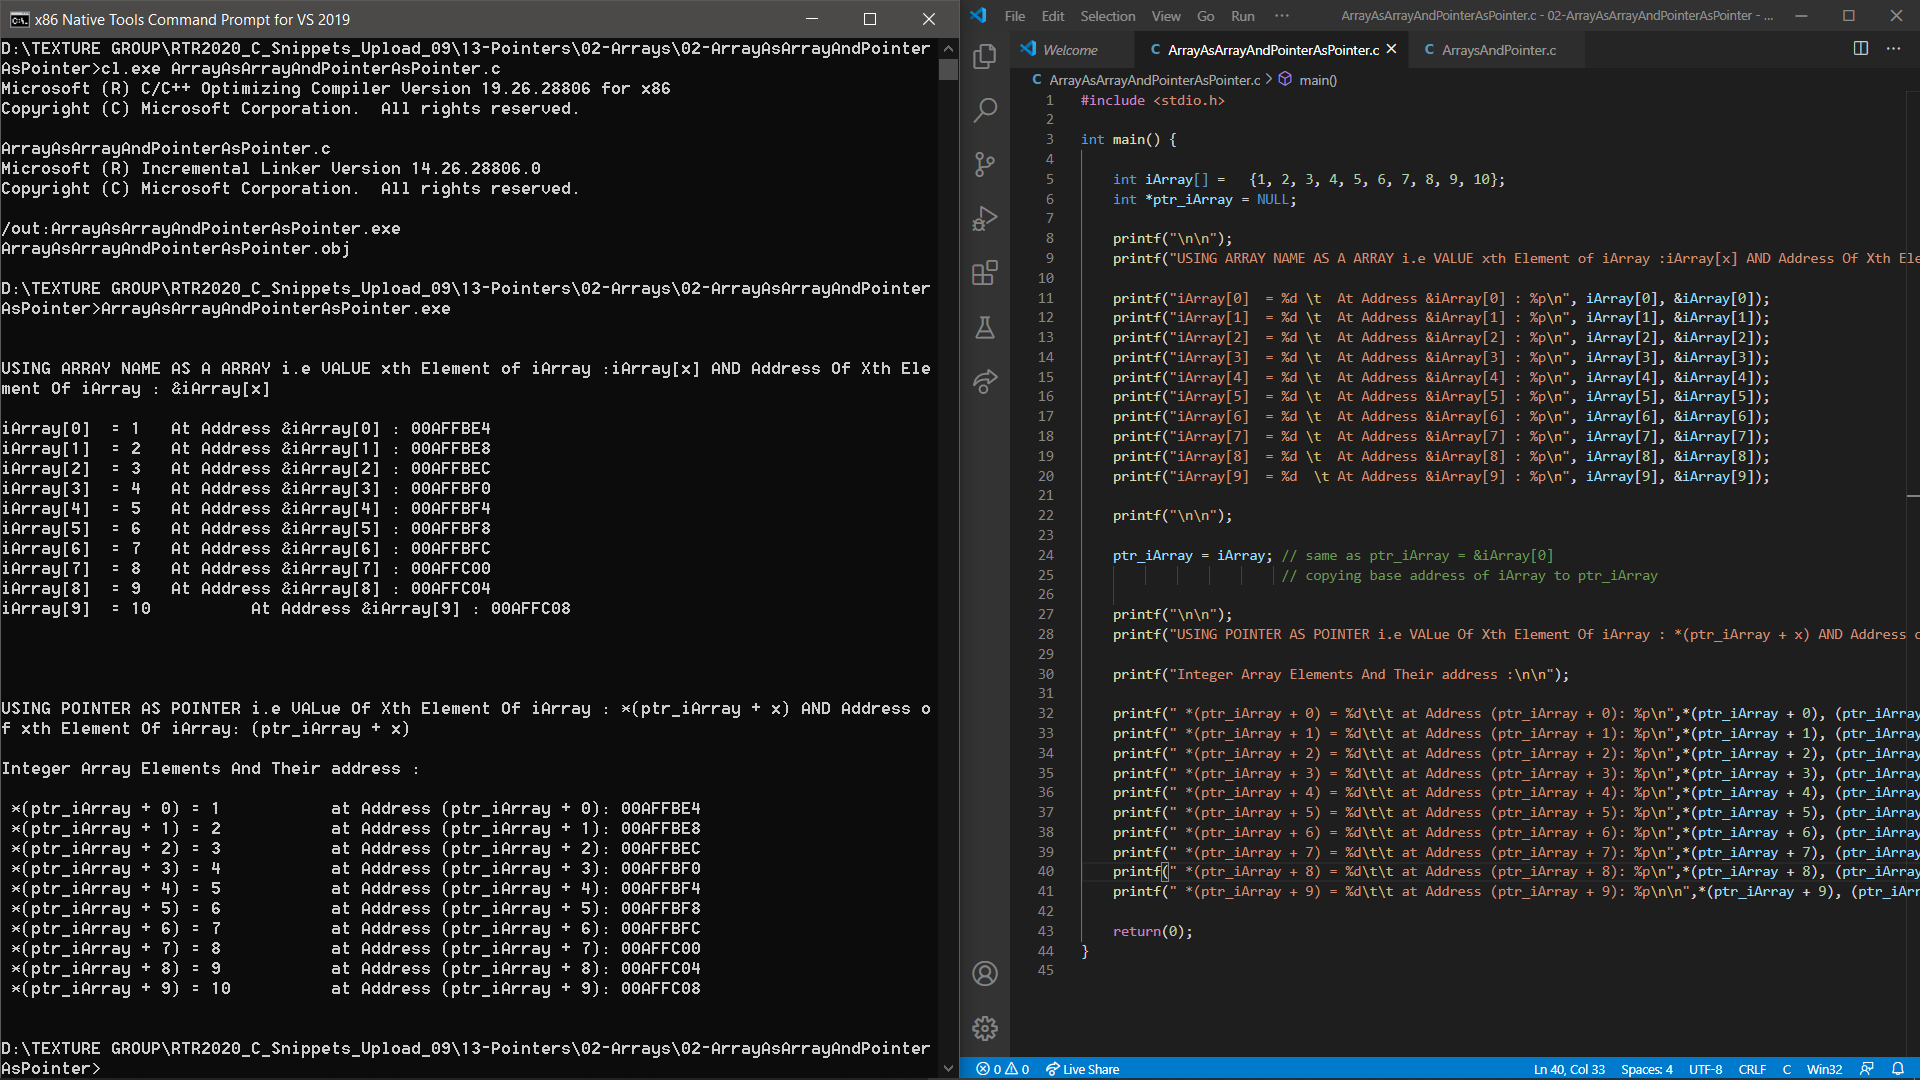 x86 Native Tools Command Prompt for VS 2019
D:\TEXTURE GROUP\RTR2020_C_Snippets_Upload_09\13-Pointers\02-Arrays\02-ArrayAsArrayAndPointer
AsPointer>cl.exe ArrayAsArrayAndPointerAsPointer.c
Microsoft (R) C/C++ Optimizing Compiler Version 19.26.28806 for x86
Copyright (C) Microsoft Corporation.  All rights reserved.
ArrayAsArrayAndPointerAsPointer.c
Microsoft (R) Incremental Linker Version 14.26.28806.0
Copyright (C) Microsoft Corporation.  All rights reserved.
/out:ArrayAsArrayAndPointerAsPointer.exe
ArrayAsArrayAndPointerAsPointer.obj
D:\TEXTURE GROUP\RTR2020_C_Snippets_Upload_09\13-Pointers\02-Arrays\02-ArrayAsArrayAndPointer
AsPointer>ArrayAsArrayAndPointerAsPointer.exe
USING ARRAY NAME AS A ARRAY i.e VALUE xth Element of iArray :iArray[x] AND Address Of Xth Ele
ment Of iArray : &iArray[x]
iArray[0]  = 1   At Address &iArray[0] : 00AFFBE4
iArray[1]  = 2   At Address &iArray[1] : 00AFFBE8
iArray[2]  = 3   At Address &iArray[2] : 00AFFBEC
iArray[3]  = 4   At Address &iArray[3] : 00AFFBF0
iArray[4]  = 5   At Address &iArray[4] : 00AFFBF4
iArray[5]  = 6   At Address &iArray[5] : 00AFFBF8
iArray[6]  = 7   At Address &iArray[6] : 00AFFBFC
iArray[7]  = 8   At Address &iArray[7] : 00AFFC00
iArray[8]  = 9   At Address &iArray[8] : 00AFFC04
iArray[9]  = 10          At Address &iArray[9] : 00AFFC08
USING POINTER AS POINTER i.e VALue Of Xth Element Of iArray : *(ptr_iArray + x) AND Address o
f xth Element Of iArray: (ptr_iArray + x)
Integer Array Elements And Their address :
*(ptr_iArray + 0) = 1           at Address (ptr_iArray + 0): 00AFFBE4
*(ptr_iArray + 1) = 2           at Address (ptr_iArray + 1): 00AFFBE8
*(ptr_iArray + 2) = 3           at Address (ptr_iArray + 2): 00AFFBEC
*(ptr_iArray + 3) = 4           at Address (ptr_iArray + 3): 00AFFBF0
*(ptr_iArray + 4) = 5           at Address (ptr_iArray + 4): 00AFFBF4
*(ptr_iArray + 5) = 6           at Address (ptr_iArray + 5): 00AFFBF8
*(ptr_iArray + 6) = 7           at Address (ptr_iArray + 6): 00AFFBFC
*(ptr_iArray + 7) = 8           at Address (ptr_iArray + 7): 00AFFC00
*(ptr_iArray + 8) = 9           at Address (ptr_iArray + 8): 00AFFC04
*(ptr_iArray + 9) = 10          at Address (ptr_iArray + 9): 00AFFC08
D:\TEXTURE GROUP\RTR2020_C_Snippets_Upload_09\13-Pointers\02-Arrays\02-ArrayAsArrayAndPointer
AsPointer>
File Edit Selection View Go Run ··· ArrayAsArrayAndPointerAsPointer.c - 02-ArrayAsArrayAndPointerAsPointer - ...
Welcome C ArrayAsArrayAndPointerAsPointer.c C ArraysAndPointer.c
C ArrayAsArrayAndPointerAsPointer.c > main()
1 #include <stdio.h>
2
3 int main() {
4
5 int iArray[] =   {1, 2, 3, 4, 5, 6, 7, 8, 9, 10};
6 int *ptr_iArray = NULL;
7
8 printf("\n\n");
9 printf("USING ARRAY NAME AS A ARRAY i.e VALUE xth Element of iArray :iArray[x] AND Address Of Xth Ele
10
11 printf("iArray[0]  = %d \t  At Address &iArray[0] : %p\n", iArray[0], &iArray[0]);
12 printf("iArray[1]  = %d \t  At Address &iArray[1] : %p\n", iArray[1], &iArray[1]);
13 printf("iArray[2]  = %d \t  At Address &iArray[2] : %p\n", iArray[2], &iArray[2]);
14 printf("iArray[3]  = %d \t  At Address &iArray[3] : %p\n", iArray[3], &iArray[3]);
15 printf("iArray[4]  = %d \t  At Address &iArray[4] : %p\n", iArray[4], &iArray[4]);
16 printf("iArray[5]  = %d \t  At Address &iArray[5] : %p\n", iArray[5], &iArray[5]);
17 printf("iArray[6]  = %d \t  At Address &iArray[6] : %p\n", iArray[6], &iArray[6]);
18 printf("iArray[7]  = %d \t  At Address &iArray[7] : %p\n", iArray[7], &iArray[7]);
19 printf("iArray[8]  = %d \t  At Address &iArray[8] : %p\n", iArray[8], &iArray[8]);
20 printf("iArray[9]  = %d  \t At Address &iArray[9] : %p\n", iArray[9], &iArray[9]);
21
22 printf("\n\n");
23
24 ptr_iArray = iArray; // same as ptr_iArray = &iArray[0]
25 // copying base address of iArray to ptr_iArray
26
27 printf("\n\n");
28 printf("USING POINTER AS POINTER i.e VALue Of Xth Element Of iArray : *(ptr_iArray + x) AND Address o
29
30 printf("Integer Array Elements And Their address :\n\n");
31
32 printf(" *(ptr_iArray + 0) = %d\t\t at Address (ptr_iArray + 0): %p\n",*(ptr_iArray + 0), (ptr_iArray
33 printf(" *(ptr_iArray + 1) = %d\t\t at Address (ptr_iArray + 1): %p\n",*(ptr_iArray + 1), (ptr_iArray
34 printf(" *(ptr_iArray + 2) = %d\t\t at Address (ptr_iArray + 2): %p\n",*(ptr_iArray + 2), (ptr_iArray
35 printf(" *(ptr_iArray + 3) = %d\t\t at Address (ptr_iArray + 3): %p\n",*(ptr_iArray + 3), (ptr_iArray
36 printf(" *(ptr_iArray + 4) = %d\t\t at Address (ptr_iArray + 4): %p\n",*(ptr_iArray + 4), (ptr_iArray
37 printf(" *(ptr_iArray + 5) = %d\t\t at Address (ptr_iArray + 5): %p\n",*(ptr_iArray + 5), (ptr_iArray
38 printf(" *(ptr_iArray + 6) = %d\t\t at Address (ptr_iArray + 6): %p\n",*(ptr_iArray + 6), (ptr_iArray
39 printf(" *(ptr_iArray + 7) = %d\t\t at Address (ptr_iArray + 7): %p\n",*(ptr_iArray + 7), (ptr_iArray
40 printf(" *(ptr_iArray + 8) = %d\t\t at Address (ptr_iArray + 8): %p\n",*(ptr_iArray + 8), (ptr_iArray
41 printf(" *(ptr_iArray + 9) = %d\t\t at Address (ptr_iArray + 9): %p\n\n",*(ptr_iArray + 9), (ptr_iArr
42
43 return(0);
44 }
45
0 0 Live Share Ln 40, Col 33 Spaces: 4 UTF-8 CRLF C Win32